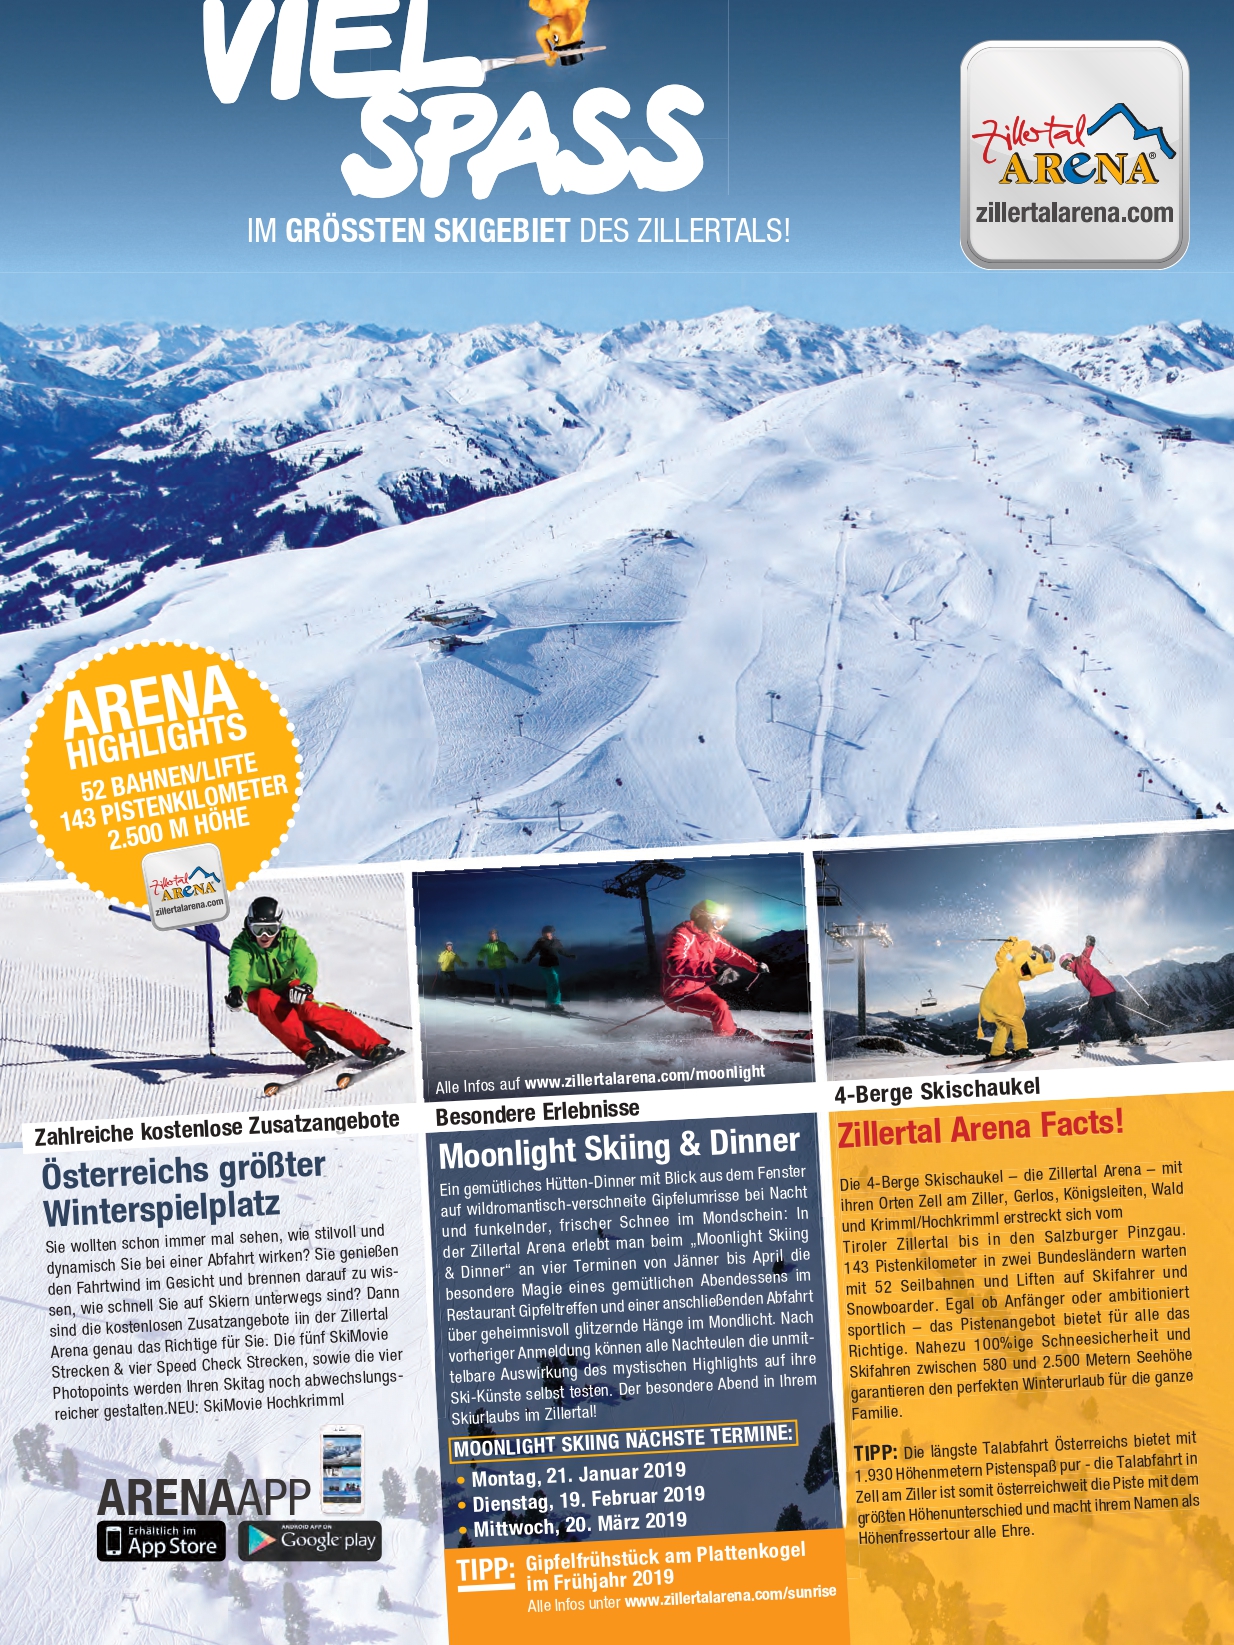 VIEL
SPASS
IM GRÖSSTEN SKIGEBIET DES ZILLERTALS!
Zillertal
ARENA®
zillertalarena.com
ARENA
HIGHLIGHTS
52 BAHNEN/LIFTE
143 PISTENKILOMETER
2.500 M HÖHE
Zillertal
ARENA
zillertalarena.com
Zahlreiche kostenlose Zusatzangebote
Österreichs größter
Winterspielplatz
Sie wollten schon immer mal sehen, wie stilvoll und
dynamisch Sie bei einer Abfahrt wirken? Sie genießen
den Fahrtwind im Gesicht und brennen darauf zu wis-
sen, wie schnell Sie auf Skiern unterwegs sind? Dann
sind die kostenlosen Zusatzangebote iin der Zillertal
Arena genau das Richtige für Sie. Die fünf SkiMovie
Strecken & vier Speed Check Strecken, sowie die vier
Photopoints werden Ihren Skitag noch abwechslungs-
reicher gestalten.NEU: SkiMovie Hochkrimml
ARENAAPP
Erhältlich im
App Store
ANDROID APP ON
Google play
Alle Infos auf www.zillertalarena.com/moonlight
Besondere Erlebnisse
Moonlight Skiing & Dinner
Ein gemütliches Hütten-Dinner mit Blick aus dem Fenster
auf wildromantisch-verschneite Gipfelumrisse bei Nacht
und funkelnder, frischer Schnee im Mondschein: In
der Zillertal Arena erlebt man beim „Moonlight Skiing
& Dinner“ an vier Terminen von Jänner bis April die
besondere Magie eines gemütlichen Abendessens im
Restaurant Gipfeltreffen und einer anschließenden Abfahrt
über geheimnisvoll glitzernde Hänge im Mondlicht. Nach
vorheriger Anmeldung können alle Nachteulen die unmit-
telbare Auswirkung des mystischen Highlights auf ihre
Ski-Künste selbst testen. Der besondere Abend in Ihrem
Skiurlaubs im Zillertal!
MOONLIGHT SKIING NÄCHSTE TERMINE:
• Montag, 21. Januar 2019
• Dienstag, 19. Februar 2019
• Mittwoch, 20. März 2019
TIPP: Gipfelfrühstück am Plattenkogel
im Frühjahr 2019
Alle Infos unter www.zillertalarena.com/sunrise
4-Berge Skischaukel
Zillertal Arena Facts!
Die 4-Berge Skischaukel – die Zillertal Arena – mit
ihren Orten Zell am Ziller, Gerlos, Königsleiten, Wald
und Krimml/Hochkrimml erstreckt sich vom
Tiroler Zillertal bis in den Salzburger Pinzgau.
143 Pistenkilometer in zwei Bundesländern warten
mit 52 Seilbahnen und Liften auf Skifahrer und
Snowboarder. Egal ob Anfänger oder ambitioniert
sportlich – das Pistenangebot bietet für alle das
Richtige. Nahezu 100%ige Schneesicherheit und
Skifahren zwischen 580 und 2.500 Metern Seehöhe
garantieren den perfekten Winterurlaub für die ganze
Familie.
TIPP: Die längste Talabfahrt Österreichs bietet mit
1.930 Höhenmetern Pistenspaß pur - die Talabfahrt in
Zell am Ziller ist somit österreichweit die Piste mit dem
größten Höhenunterschied und macht ihrem Namen als
Höhenfressertour alle Ehre.